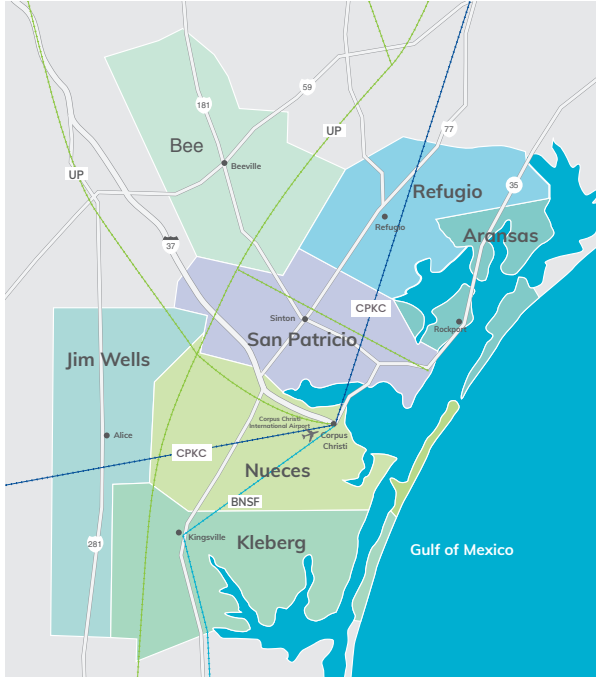 59
181
UP
77
Bee
Beeville
UP
35
Refugio
Refugio
Aransas
37
CPKC
Sinton
San Patricio
Rockport
Jim Wells
Corpus Christi
International Airport
Corpus
Christi
Alice
CPKC
Nueces
BNSF
Kingsville
Kleberg
281
Gulf of Mexico